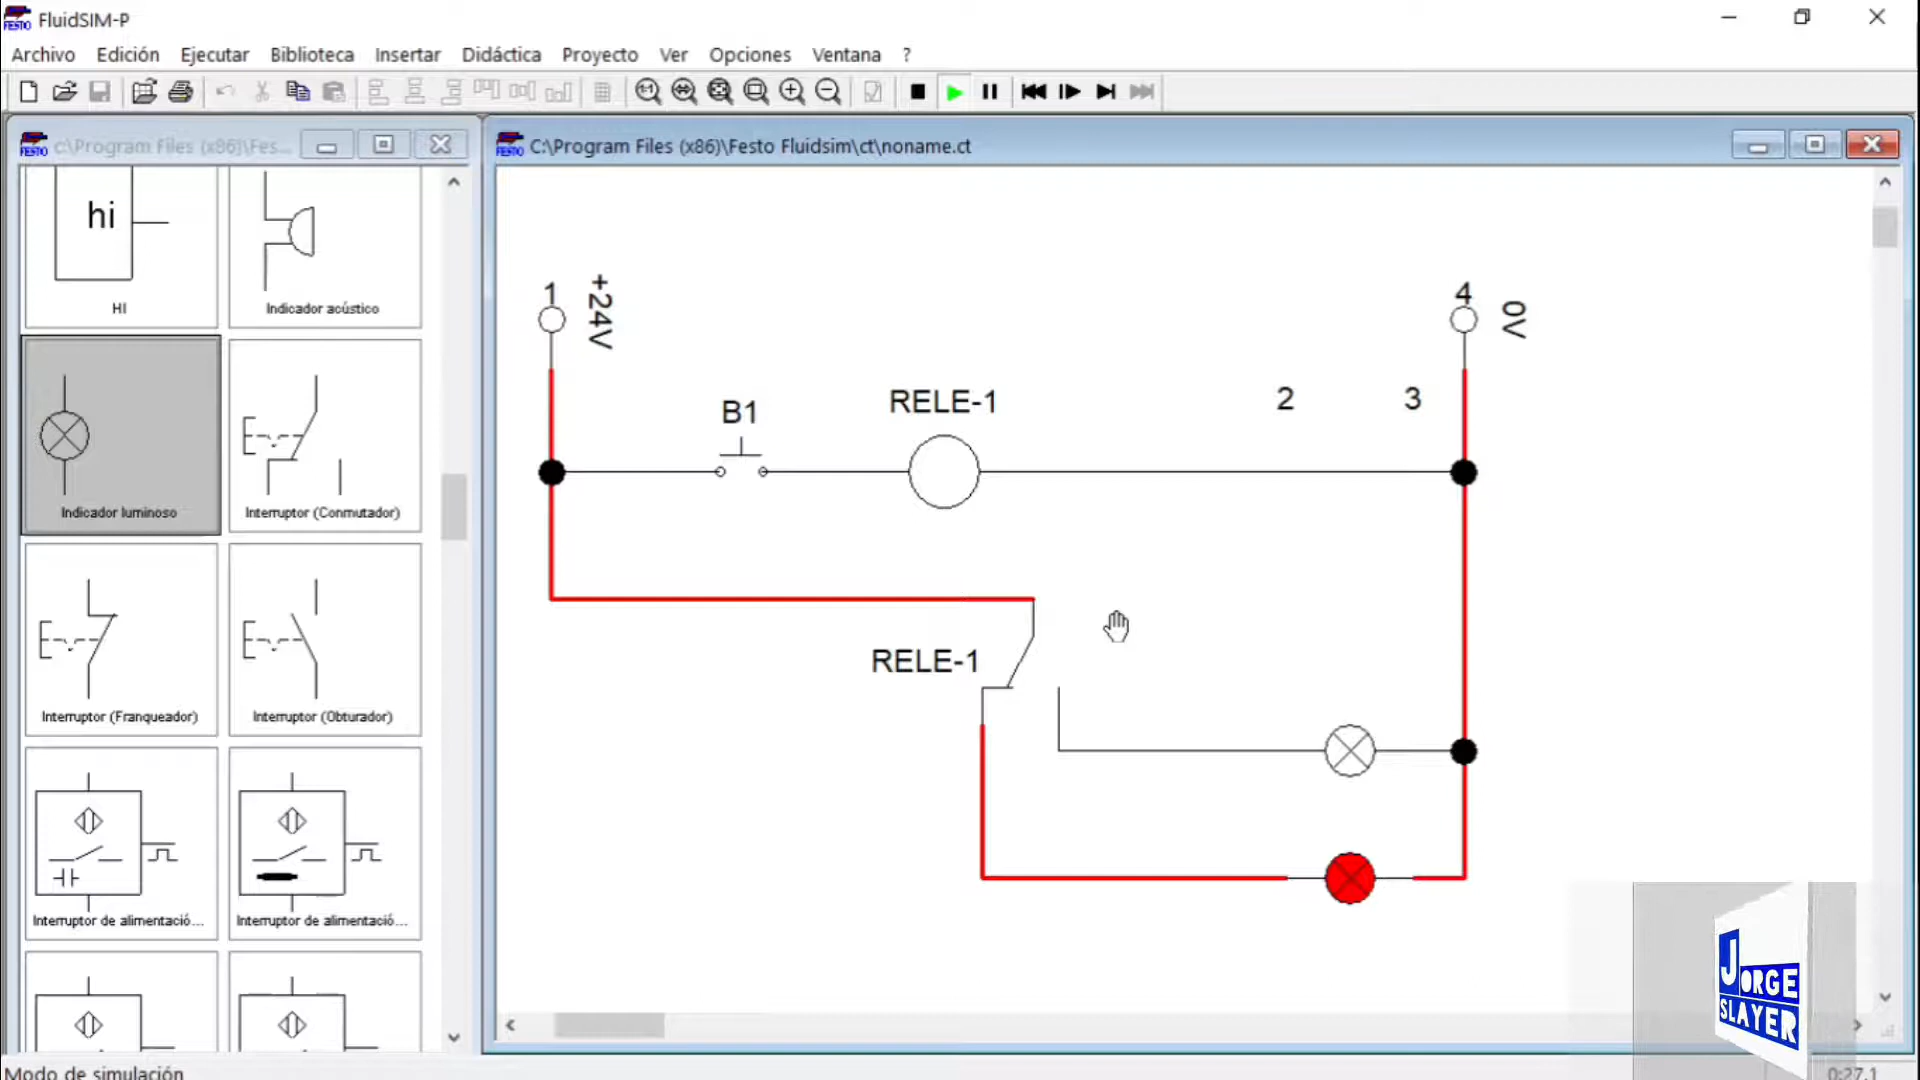 FluidSIM-P
Archivo Edición Ejecutar Biblioteca Insertar Didáctica Proyecto Ver Opciones Ventana ?
FESTO c:\Program Files (x86)\Fes...
FESTO C:\Program Files (x86)\Festo Fluidsim\ct\noname.ct
hi
HI
Indicador acústico
Indicador luminoso
Interruptor (Conmutador)
Interruptor (Franqueador)
Interruptor (Obturador)
Interruptor de alimentació...
Interruptor de alimentació...
1
+24V
4
0V
B1
RELE-1
2
3
RELE-1
JORGE
SLAYER
Modo de simulación
0:27.1